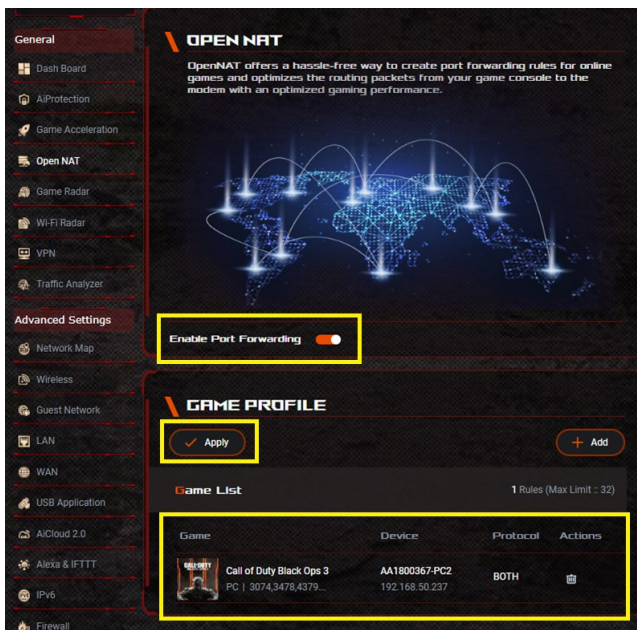 General
Dash Board
AiProtection
Game Acceleration
Open NAT
Game Radar
Wi-Fi Radar
VPN
Traffic Analyzer
Advanced Settings
Network Map
Wireless
Guest Network
LAN
WAN
USB Application
AiCloud 2.0
Alexa & IFTTT
IPv6
Firewall
OPEN NAT
OpenNAT offers a hassle-free way to create port forwarding rules for online
games and optimizes the routing packets from your game console to the
modem with an optimized gaming performance.
Enable Port Forwarding
GAME PROFILE
Apply
Add
Game List
1 Rules (Max Limit : 32)
Game Device Protocol Actions
CALL DUTY
Call of Duty Black Ops 3 AA1800367-PC2 BOTH
PC | 3074,3478,4379... 192.168.50.237